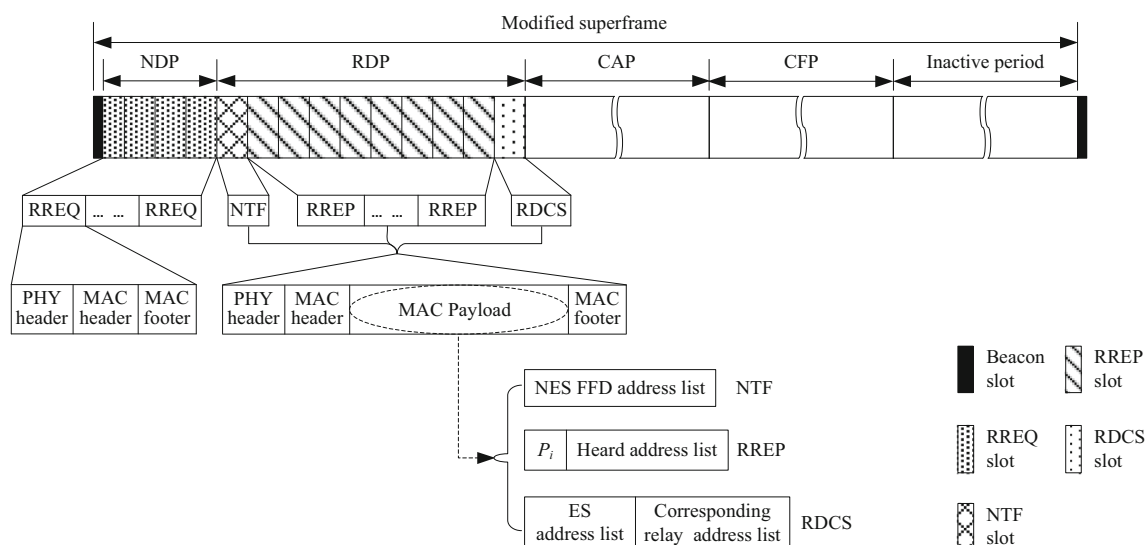 Modified superframe
NDP
RDP
CAP
CFP
Inactive period
RREQ
... ...
RREQ
NTF
RREP
... ...
RREP
RDCS
PHY
header
MAC
header
MAC
footer
PHY
header
MAC
header
MAC Payload
MAC
footer
NES FFD address list
NTF
Pi
Heard address list
RREP
ES
address list
Corresponding
relay address list
RDCS
Beacon
slot
RREP
slot
RREQ
slot
RDCS
slot
NTF
slot